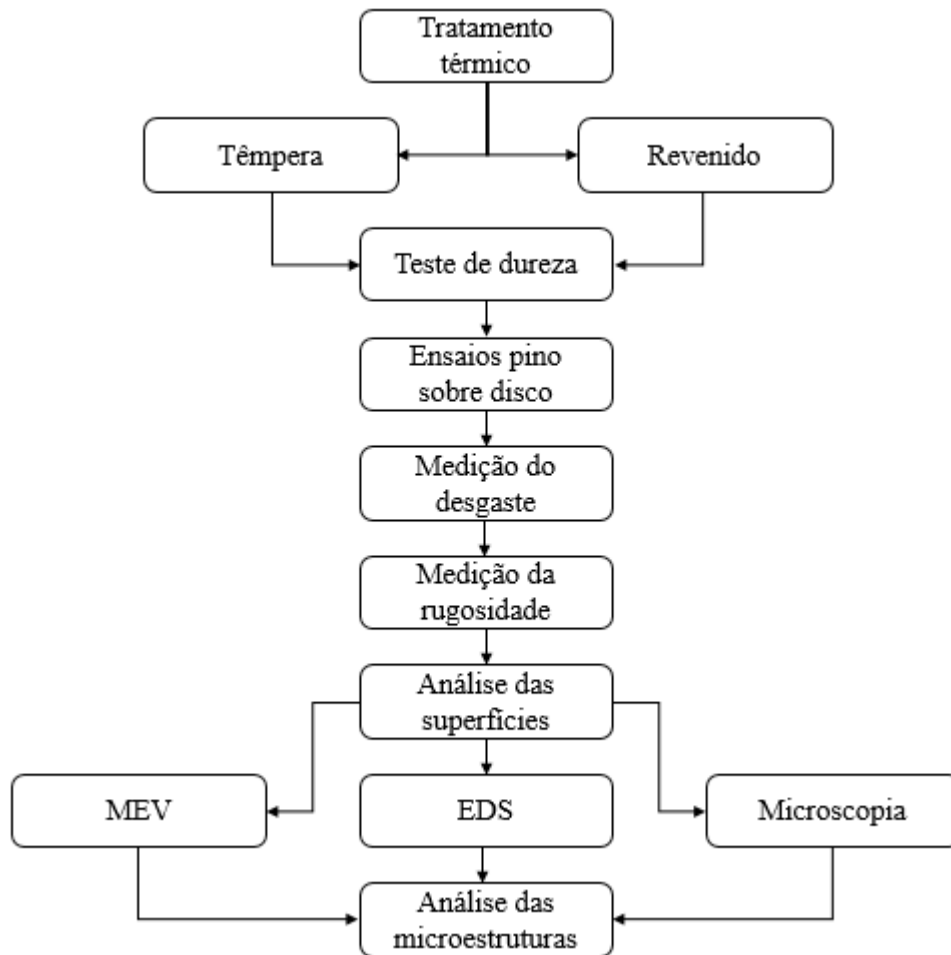 Tratamento
térmico
Têmpera
Revenido
Teste de dureza
Ensaios pino
sobre disco
Medição do
desgaste
Medição da
rugosidade
Análise das
superfícies
MEV
EDS
Microscopia
Análise das
microestruturas